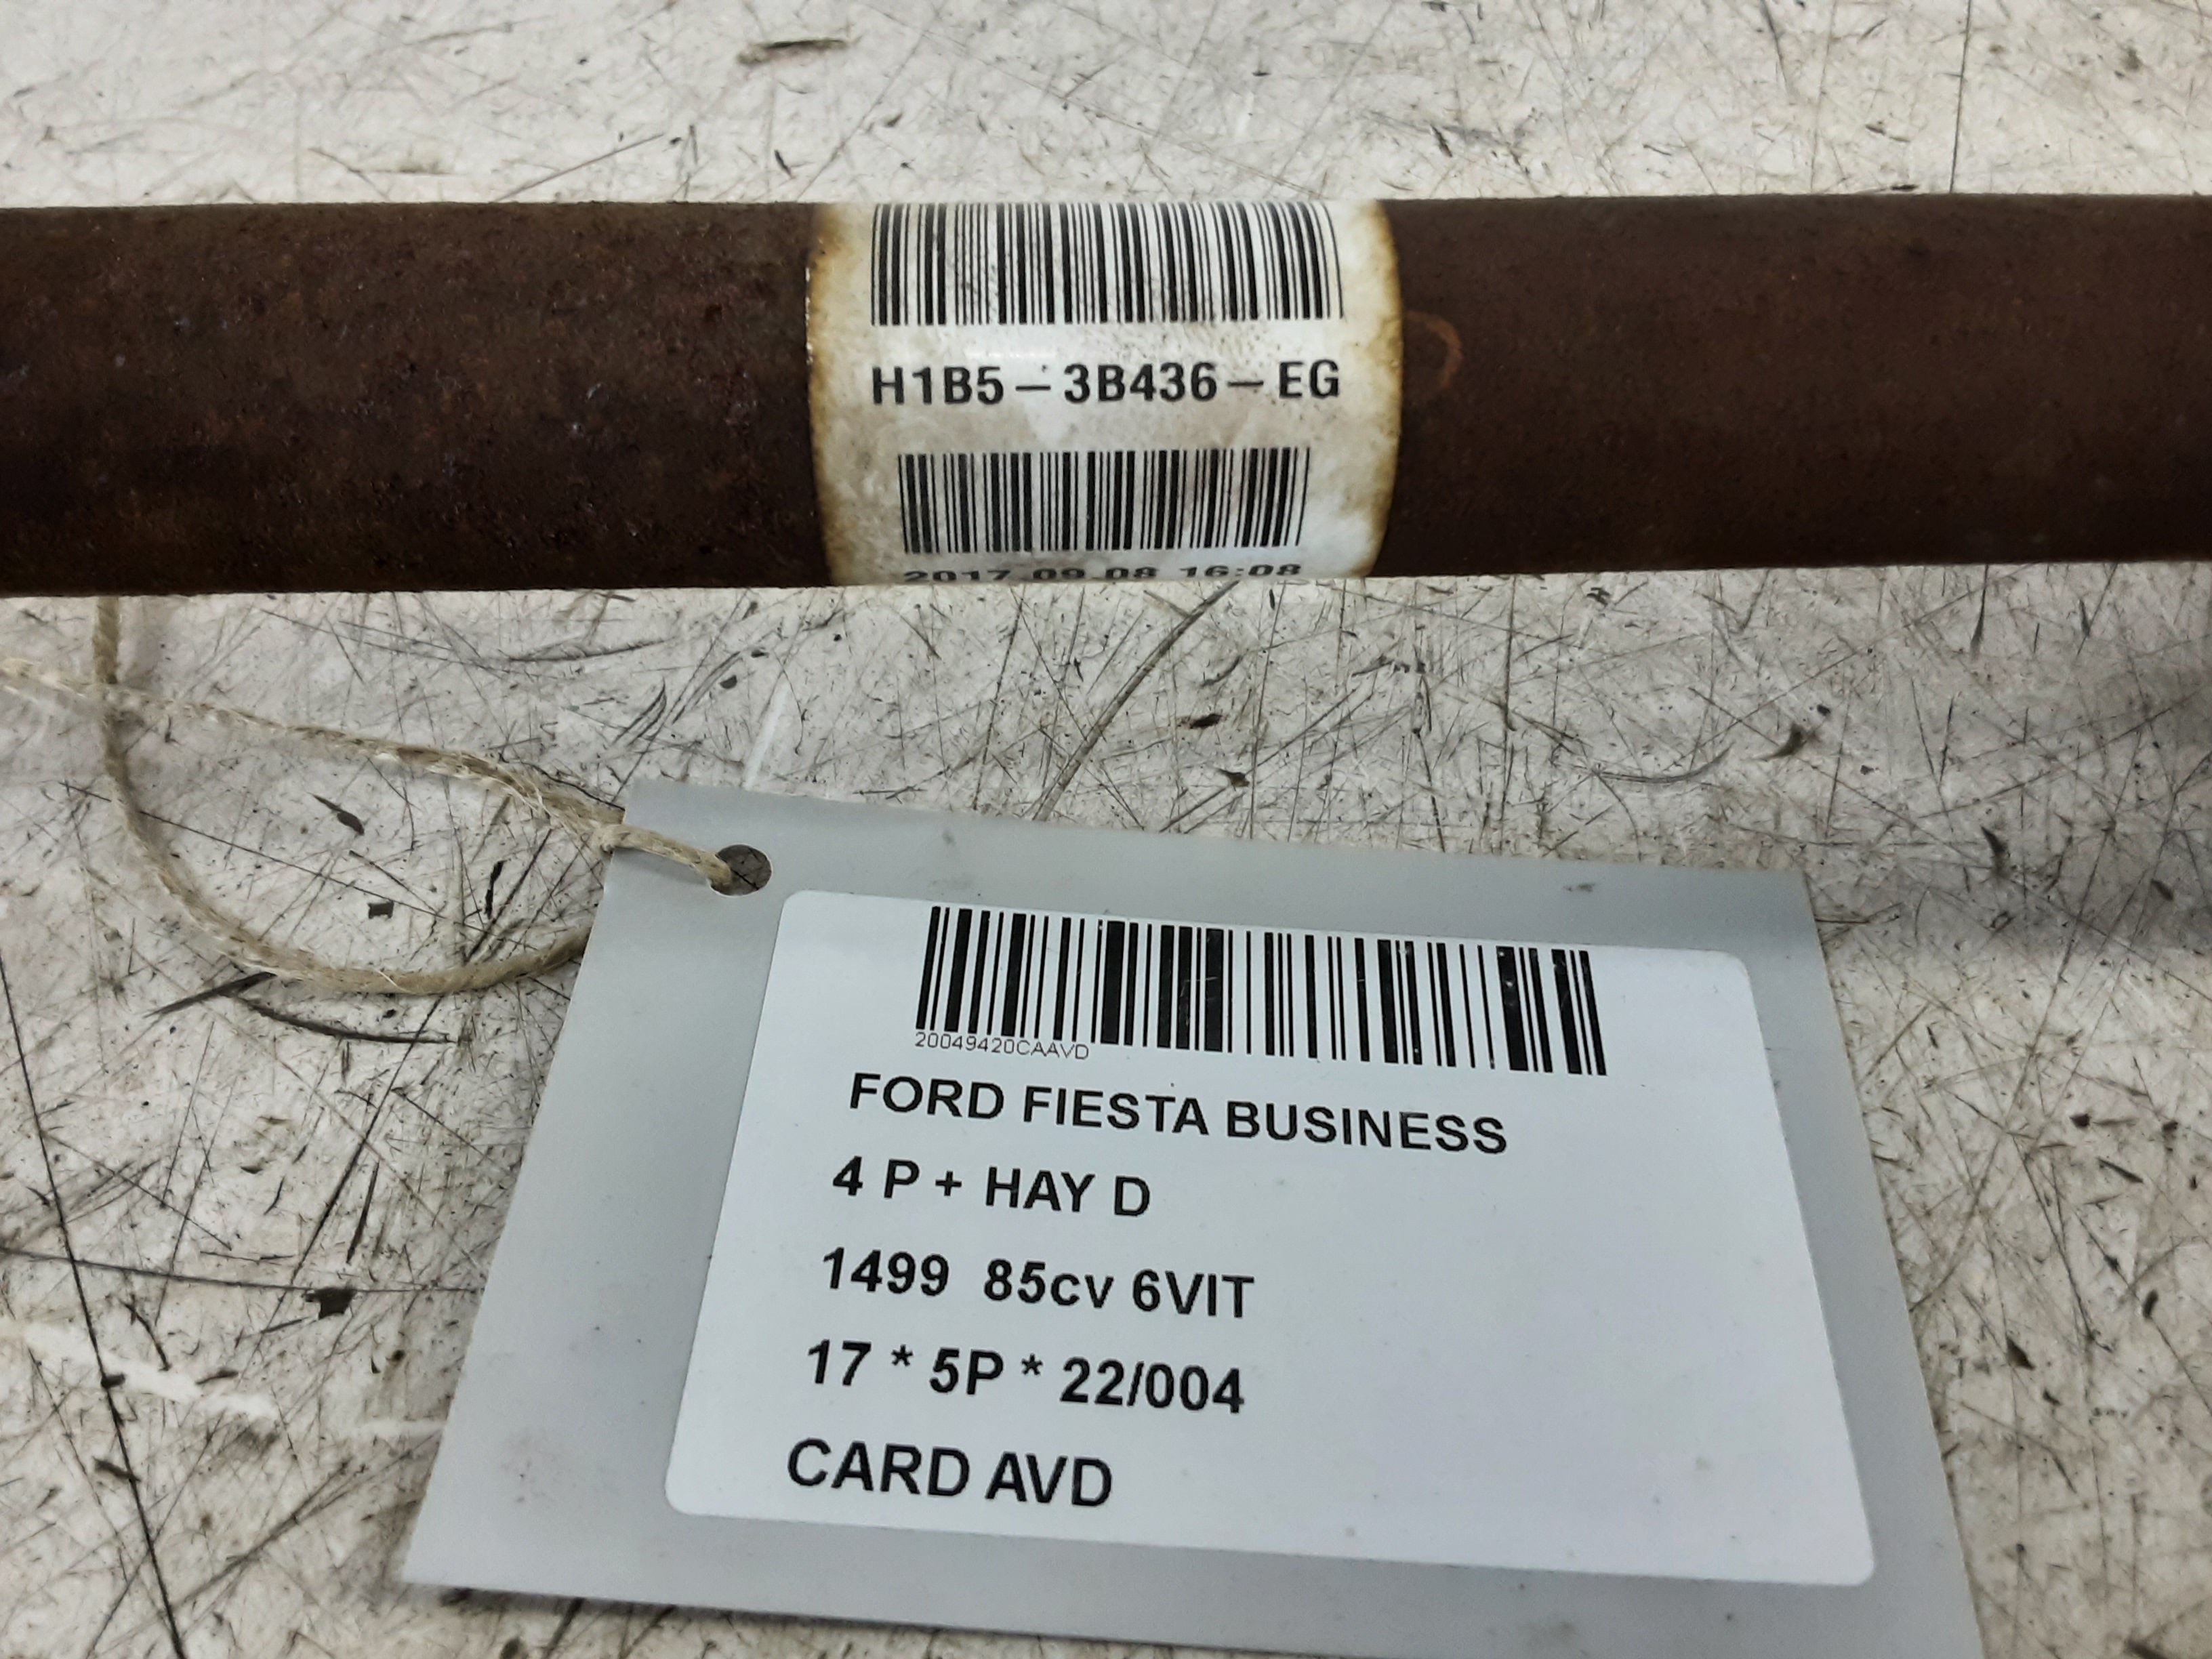 H1B5-3B436-EG
2017-09-08 16:08
20049420CAAVD
FORD FIESTA BUSINESS
4 P + HAY D
1499 85cv 6VIT
17 * 5P * 22/004
CARD AVD